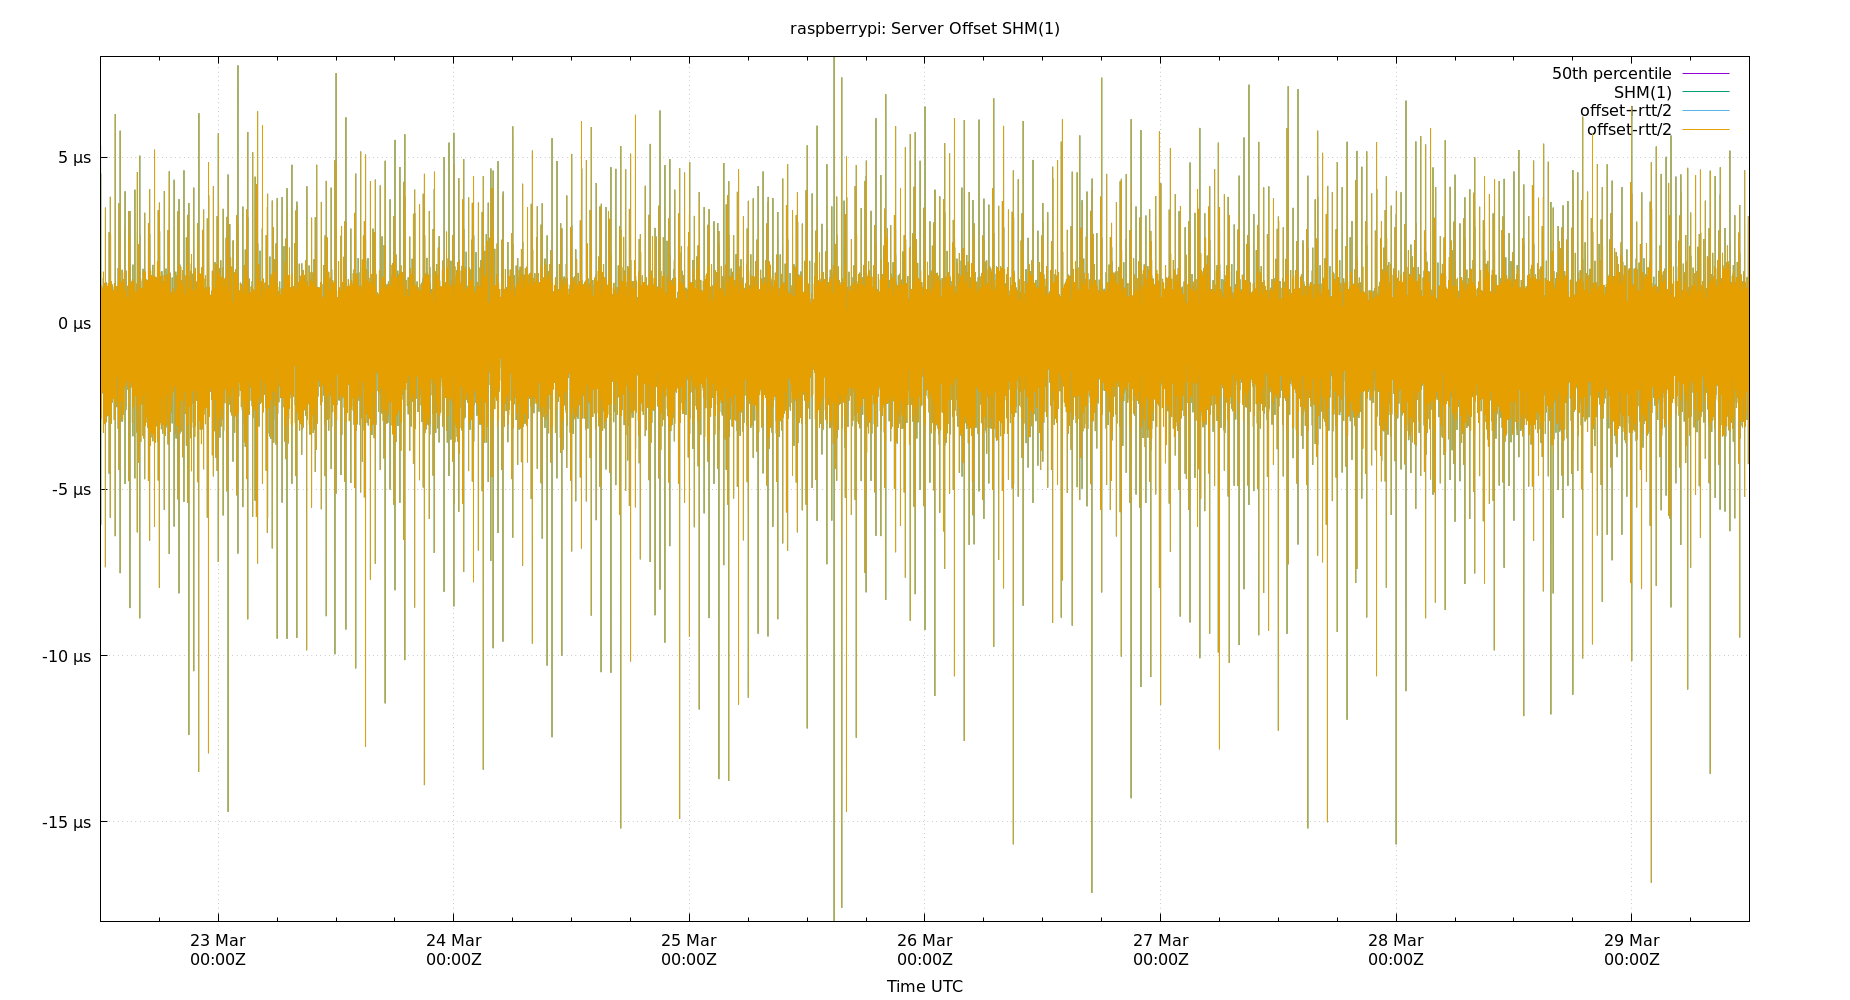 raspberrypi: Server Offset SHM(1)
50th percentile
SHM(1)
offset+rtt/2
offset-rtt/2
5 µs
0 µs
-5 µs
-10 µs
-15 µs
23 Mar 24 Mar 25 Mar 26 Mar 27 Mar 28 Mar 29 Mar
00:00Z 00:00Z 00:00Z 00:00Z 00:00Z 00:00Z 00:00Z
Time UTC